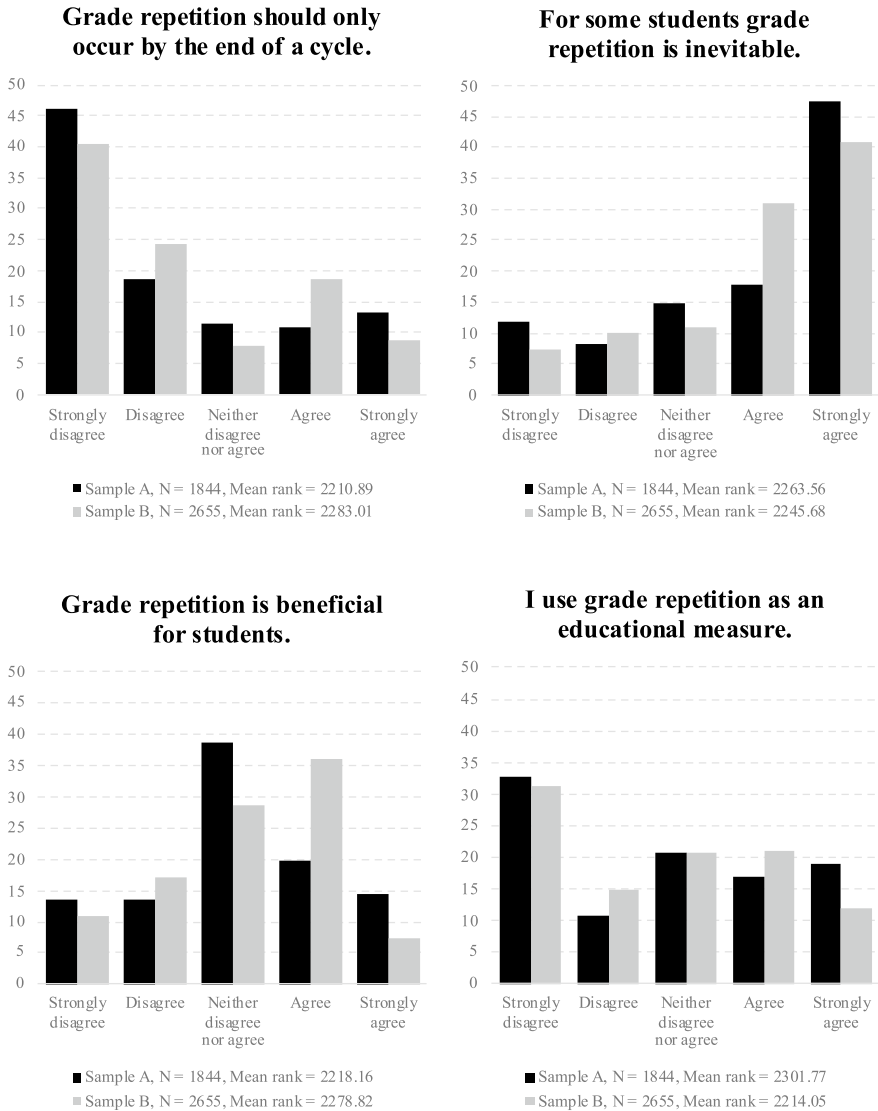 Grade repetition should only
occur by the end of a cycle.
50
45
40
35
30
25
20
15
10
5
0
Strongly
disagree
Disagree
Neither
disagree
nor agree
Agree
Strongly
agree
Sample A, N = 1844, Mean rank = 2210.89
Sample B, N = 2655, Mean rank = 2283.01
For some students grade
repetition is inevitable.
50
45
40
35
30
25
20
15
10
5
0
Strongly
disagree
Disagree
Neither
disagree
nor agree
Agree
Strongly
agree
Sample A, N = 1844, Mean rank = 2263.56
Sample B, N = 2655, Mean rank = 2245.68
Grade repetition is beneficial
for students.
50
45
40
35
30
25
20
15
10
5
0
Strongly
disagree
Disagree
Neither
disagree
nor agree
Agree
Strongly
agree
Sample A, N = 1844, Mean rank = 2218.16
Sample B, N = 2655, Mean rank = 2278.82
I use grade repetition as an
educational measure.
50
45
40
35
30
25
20
15
10
5
0
Strongly
disagree
Disagree
Neither
disagree
nor agree
Agree
Strongly
agree
Sample A, N = 1844, Mean rank = 2301.77
Sample B, N = 2655, Mean rank = 2214.05